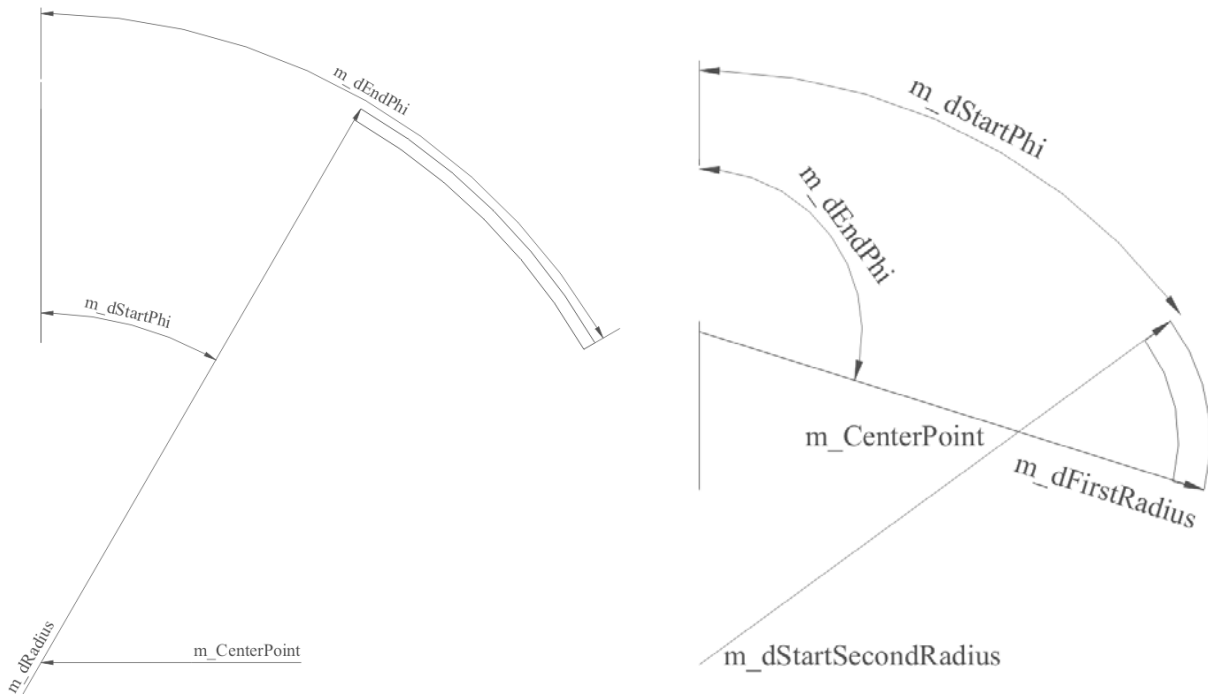 m_dEndPhi
m_dStartPhi
m_dRadius
m_CenterPoint
m_dStartPhi
m_dEndPhi
m_CenterPoint
m_dFirstRadius
m_dStartSecondRadius